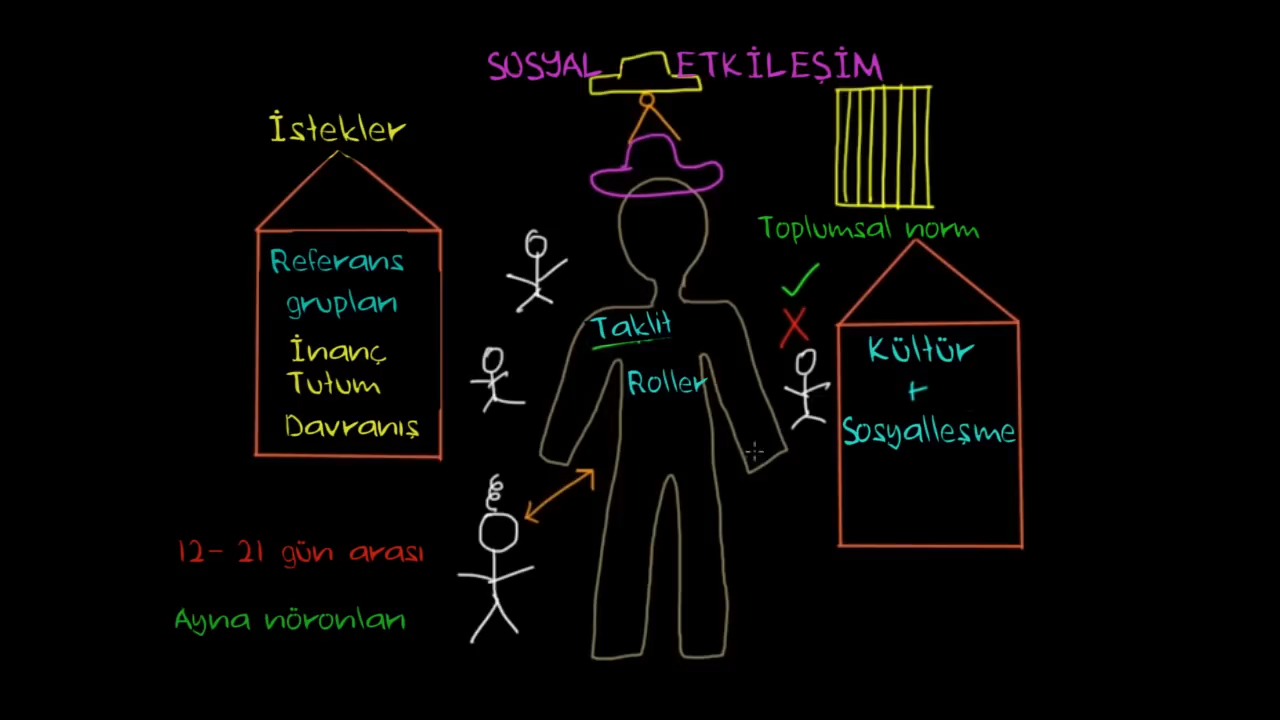 SOSYAL ETKİLEŞİM
İstekler
Referans
grupları
İnanç
Tutum
Davranış
Taklit
Roller
Toplumsal norm
Kültür
+
Sosyalleşme
12- 21 gün arası
Ayna nöronları